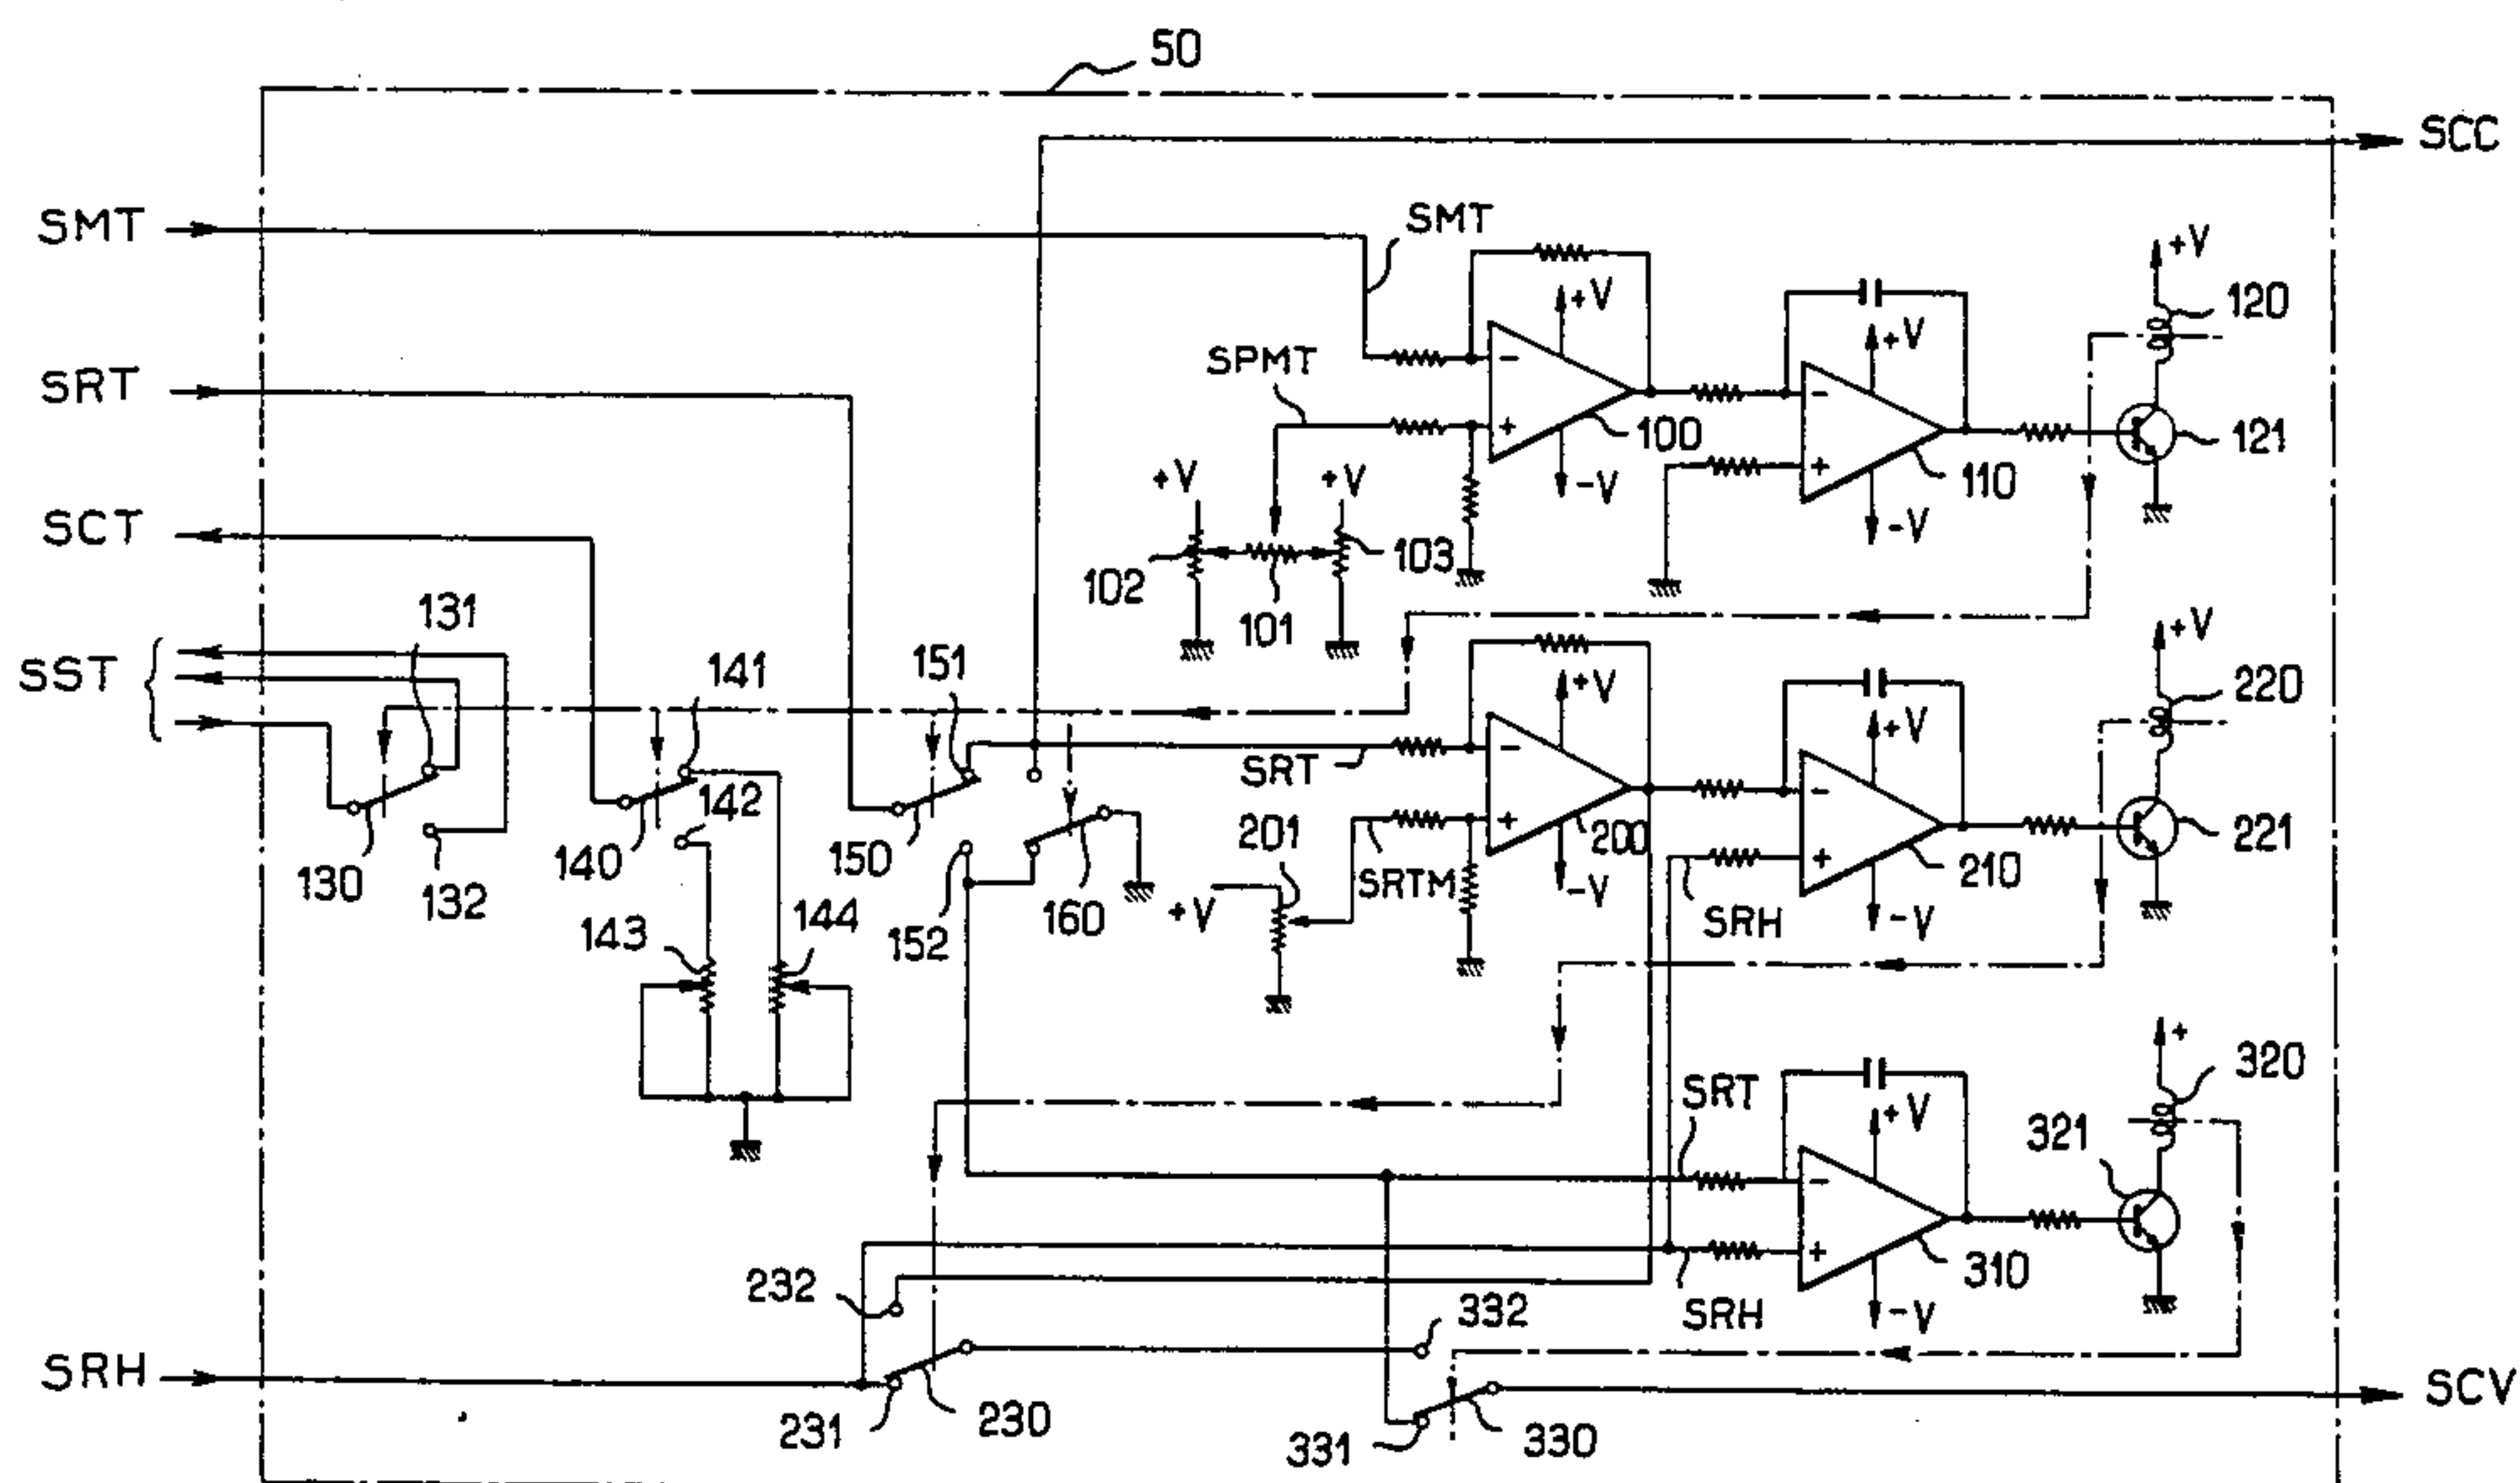 50
SCC
SMT
SMT
+V
120
+V
+V
SRT
SPMT
-
-
100
+
121
+V
+V
-V
+
110
SCT
102
103
-V
131
101
+V
SST
141
151
+V
220
142
SRT
-
+V
201
-
130
132
140
150
160
+
200
221
SRTM
-V
+
210
143
144
152
+V
SRH
-V
+
SRT
320
+V
321
-
232
+
310
SRH
332
-V
SRH
SCV
231
230
331
330